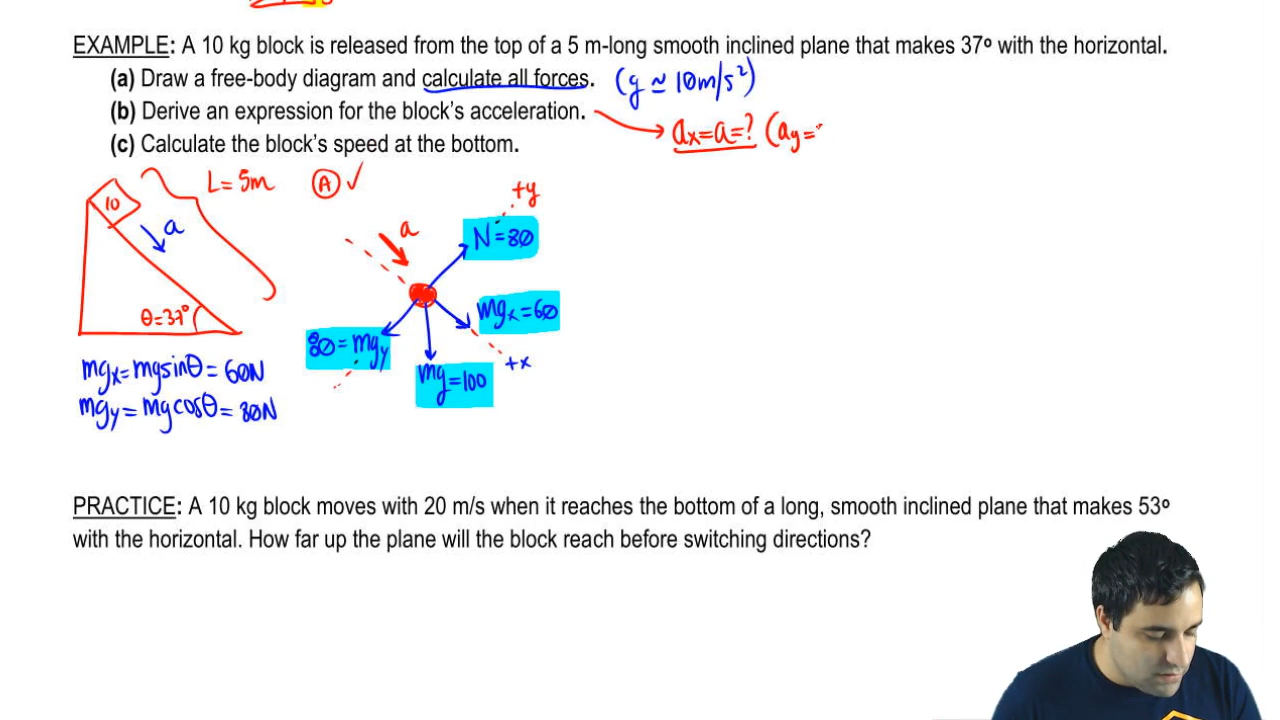 EXAMPLE: A 10 kg block is released from the top of a 5 m-long smooth inclined plane that makes 37º with the horizontal.
(a) Draw a free-body diagram and calculate all forces. (g ≃ 10m/s²)
(b) Derive an expression for the block's acceleration.
ax=a=? (ay=
(c) Calculate the block's speed at the bottom.
L=5m
A ✓
10
a
θ=37°
a
+y
N=80
mgx=60
80=mgy
mg=100
+x
mgx=mgsinθ=60N
mgy=mgcosθ=80N
PRACTICE: A 10 kg block moves with 20 m/s when it reaches the bottom of a long, smooth inclined plane that makes 53º
with the horizontal. How far up the plane will the block reach before switching directions?